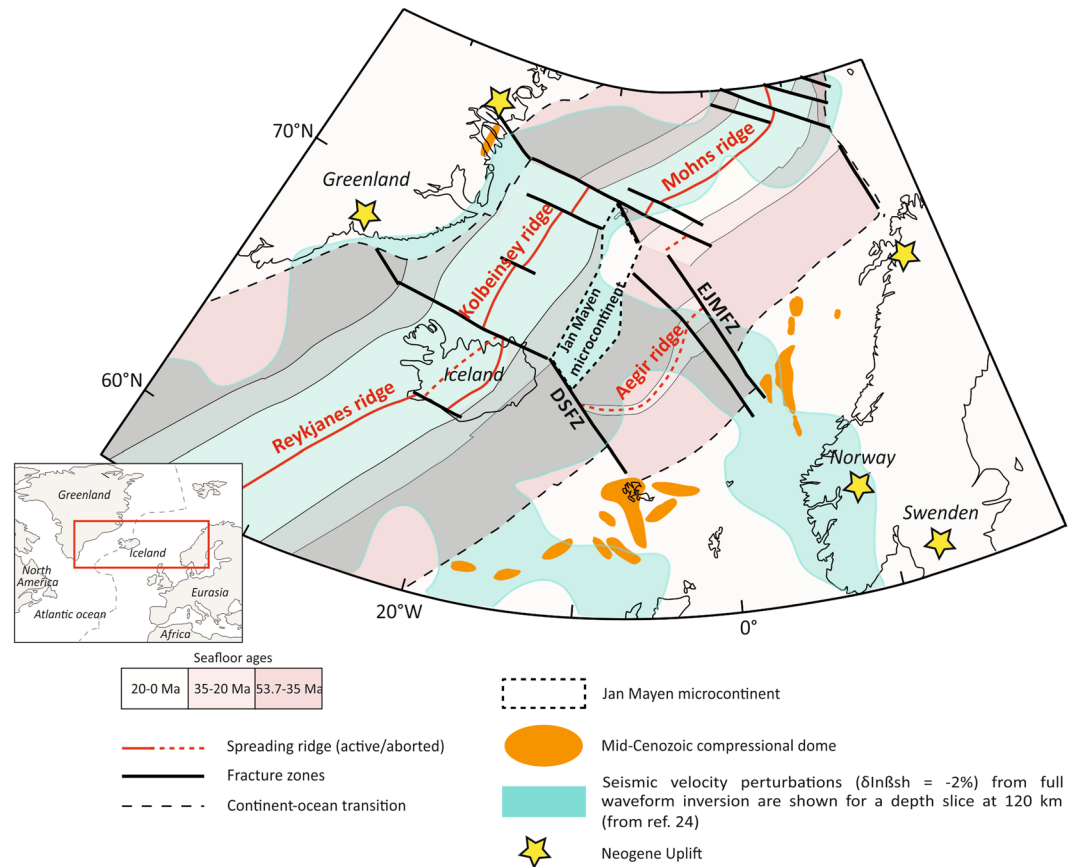 70°N
Greenland
Mohns ridge
Kolbeinsey ridge
Jan Mayen
microcontinent
EJMFZ
60°N
Iceland
Aegir ridge
Reykjanes ridge
DSFZ
Norway
Swenden
Greenland
Iceland
North
America
Eurasia
Atlantic ocean
Africa
20°W
0°
Seafloor ages
20-0 Ma
35-20 Ma
53.7-35 Ma
Spreading ridge (active/aborted)
Fracture zones
Continent-ocean transition
Jan Mayen microcontinent
Mid-Cenozoic compressional dome
Seismic velocity perturbations (δlnßsh = -2%) from full
waveform inversion are shown for a depth slice at 120 km
(from ref. 24)
Neogene Uplift